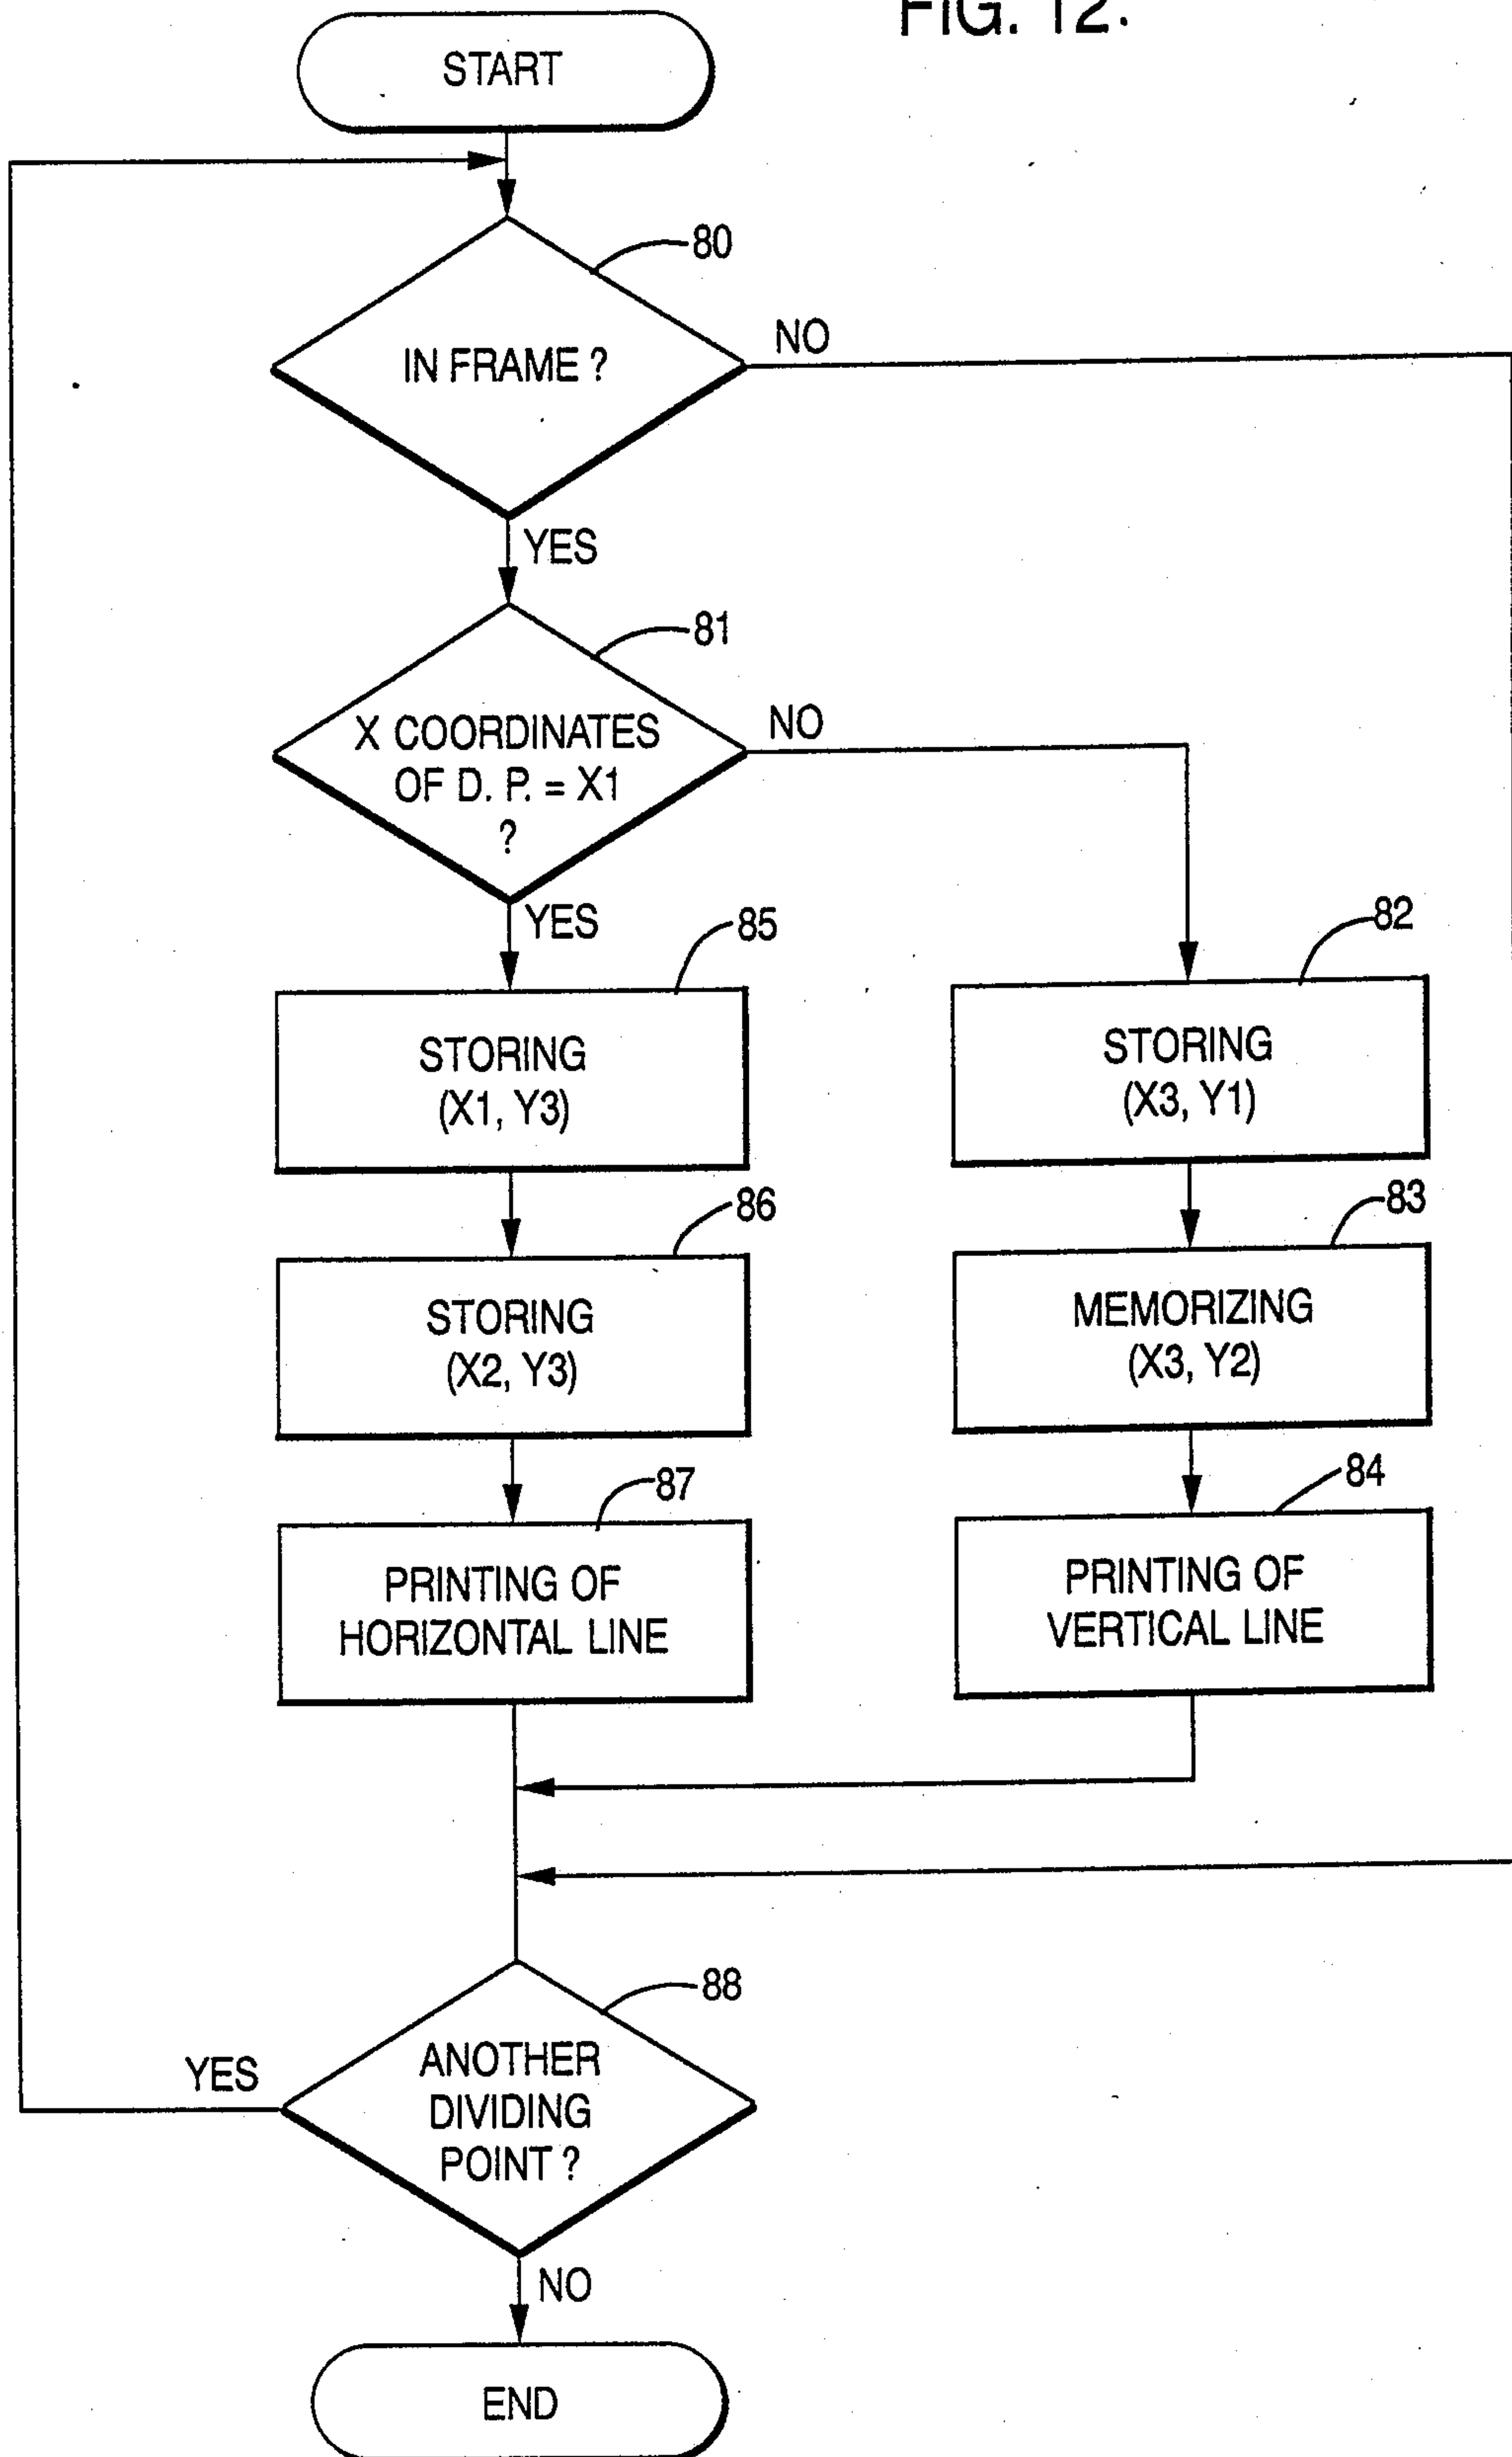 FIG. 12.
START
80
IN FRAME ?
NO
YES
81
X COORDINATES
OF D. P. = X1
?
NO
YES
85
STORING
(X1, Y3)
82
STORING
(X3, Y1)
86
STORING
(X2, Y3)
83
MEMORIZING
(X3, Y2)
87
PRINTING OF
HORIZONTAL LINE
84
PRINTING OF
VERTICAL LINE
88
ANOTHER
DIVIDING
POINT ?
YES
NO
END